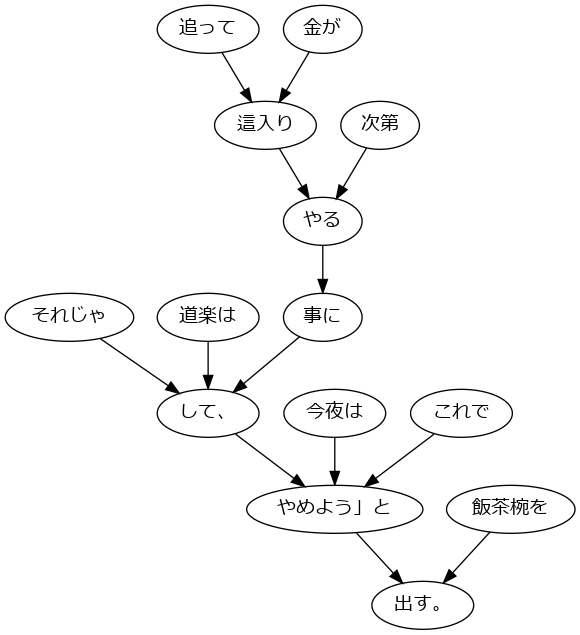 追って
金が
這入り
次第
やる
それじゃ
道楽は
事に
して、
今夜は
これで
やめよう」と
飯茶椀を
出す。